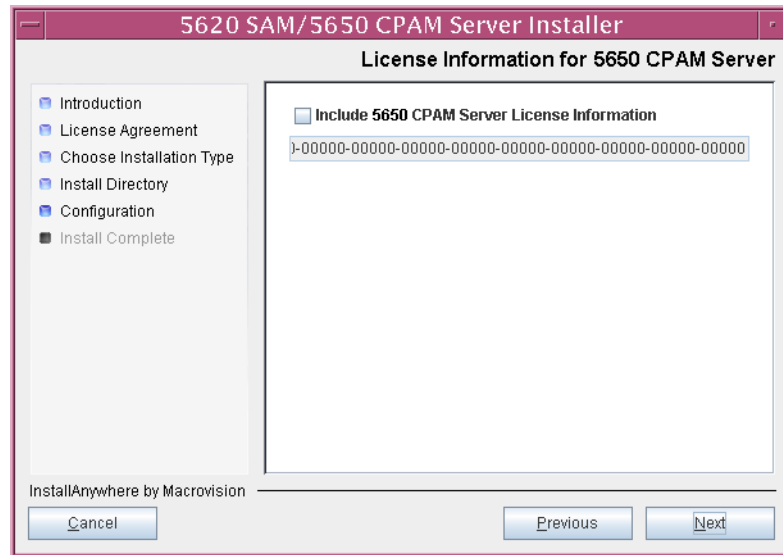 5620 SAM/5650 CPAM Server Installer
License Information for 5650 CPAM Server
Introduction
License Agreement
Choose Installation Type
Install Directory
Configuration
Install Complete
Include 5650 CPAM Server License Information
)-00000-00000-00000-00000-00000-00000-00000-00000-00000
InstallAnywhere by Macrovision
Cancel
Previous
Next